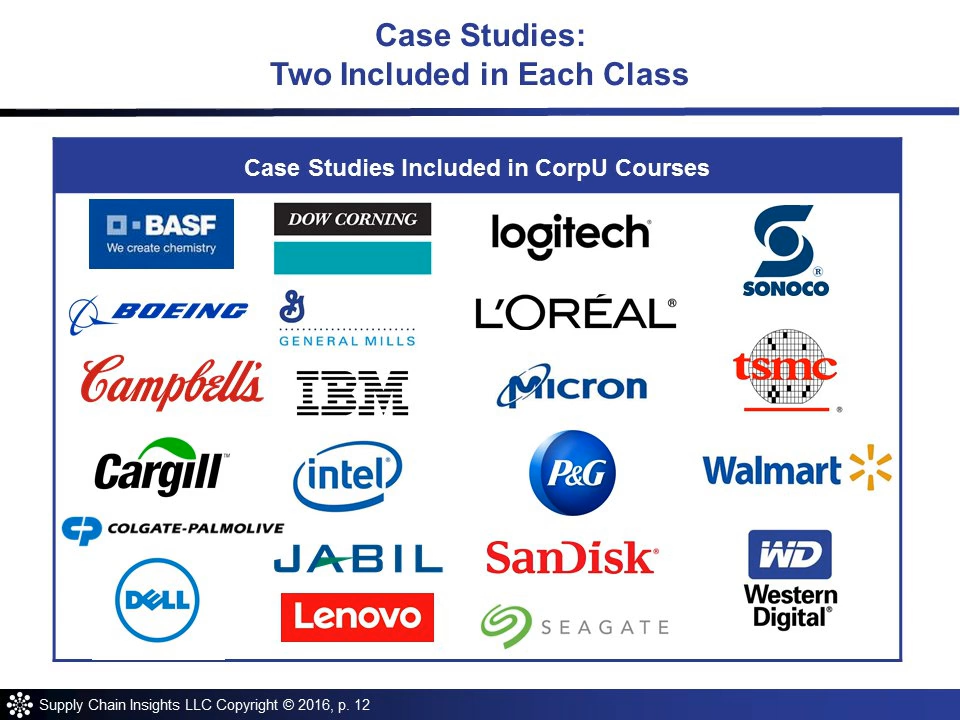 Case Studies:
Two Included in Each Class
Case Studies Included in CorpU Courses
BASF
We create chemistry
BOEING
Campbell's
Cargill™
CP COLGATE-PALMOLIVE
DELL
DOW CORNING
G
GENERAL MILLS
IBM
intel®
JABIL
Lenovo
logitech®
L'ORÉAL®
Micron
P&G
SanDisk®
SEAGATE
S
®
SONOCO
tsmc
®
Walmart
WD
Western
Digital®
Supply Chain Insights LLC Copyright © 2016, p. 12